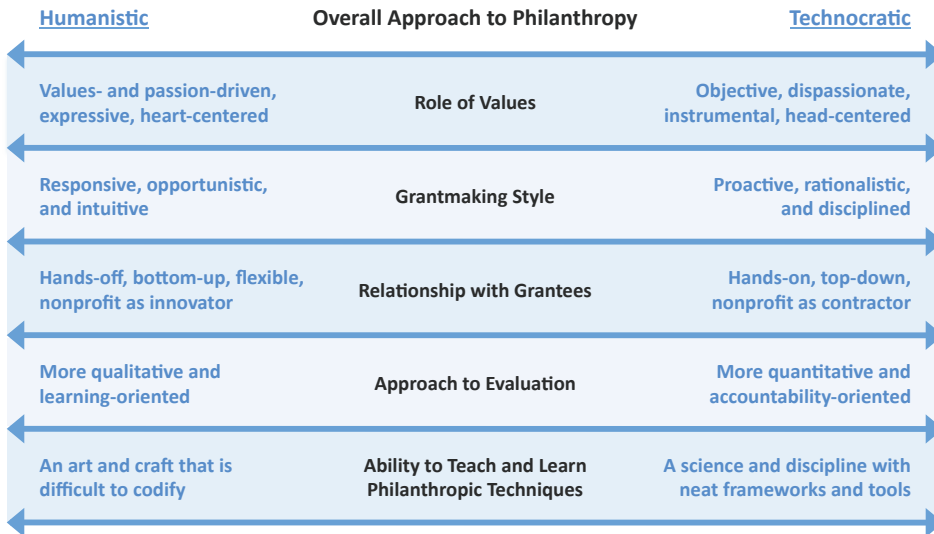 Humanistic
Overall Approach to Philanthropy
Technocratic
Values- and passion-driven,
expressive, heart-centered
Role of Values
Objective, dispassionate,
instrumental, head-centered
Responsive, opportunistic,
and intuitive
Grantmaking Style
Proactive, rationalistic,
and disciplined
Hands-off, bottom-up, flexible,
nonprofit as innovator
Relationship with Grantees
Hands-on, top-down,
nonprofit as contractor
More qualitative and
learning-oriented
Approach to Evaluation
More quantitative and
accountability-oriented
An art and craft that is
difficult to codify
Ability to Teach and Learn
Philanthropic Techniques
A science and discipline with
neat frameworks and tools